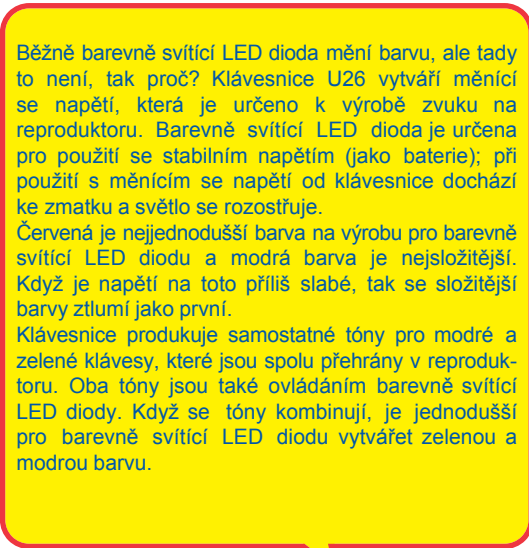 Běžně barevně svítící LED dioda mění barvu, ale tady
to není, tak proč? Klávesnice U26 vytváří měnící
se napětí, která je určeno k výrobě zvuku na
reproduktoru. Barevně svítící LED dioda je určena
pro použití se stabilním napětím (jako baterie); při
použití s měnícím se napětí od klávesnice dochází
ke zmatku a světlo se rozostřuje.
Červená je nejjednodušší barva na výrobu pro barevně
svítící LED diodu a modrá barva je nejsložitější.
Když je napětí na toto příliš slabé, tak se složitější
barvy ztlumí jako první.
Klávesnice produkuje samostatné tóny pro modré a
zelené klávesy, které jsou spolu přehrány v reproduk-
toru. Oba tóny jsou také ovládáním barevně svítící
LED diody. Když se tóny kombinují, je jednodušší
pro barevně svítící LED diodu vytvářet zelenou a
modrou barvu.